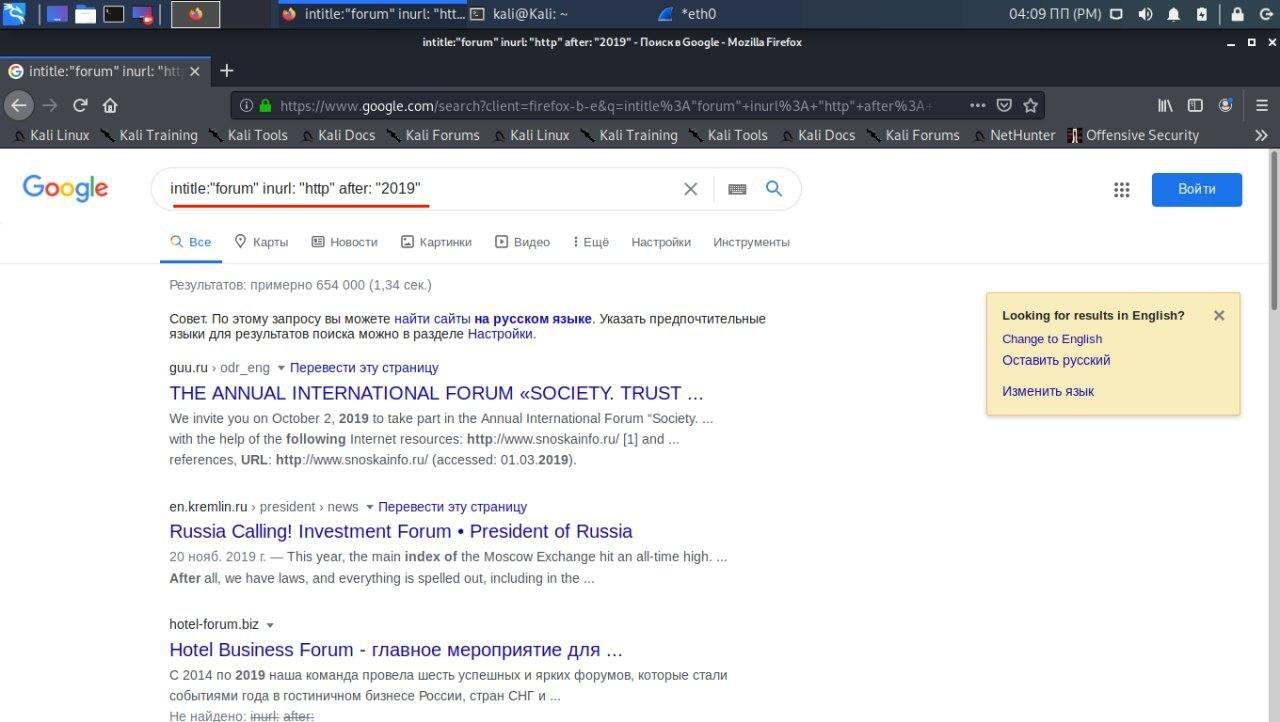 intitle:"forum" inurl: "htt...
kali@Kali: ~
*eth0
04:09 ПП (PM)
intitle:"forum" inurl: "http" after: "2019" - Поиск в Google - Mozilla Firefox
intitle:"forum" inurl: "htt
https://www.google.com/search?client=firefox-b-e&q=intitle%3A"forum"+inurl%3A+"http"+after%3A+
Kali Linux Kali Training Kali Tools Kali Docs Kali Forums Kali Linux Kali Training Kali Tools Kali Docs Kali Forums NetHunter Offensive Security
Google
intitle:"forum" inurl: "http" after: "2019"
Войти
Все Карты Новости Картинки Видео Ещё Настройки Инструменты
Результатов: примерно 654 000 (1,34 сек.)
Совет. По этому запросу вы можете найти сайты на русском языке. Указать предпочтительные
языки для результатов поиска можно в разделе Настройки.
guu.ru › odr_eng Перевести эту страницу
THE ANNUAL INTERNATIONAL FORUM «SOCIETY. TRUST ...
We invite you on October 2, 2019 to take part in the Annual International Forum “Society. ...
with the help of the following Internet resources: http://www.snoskainfo.ru/ [1] and ...
references, URL: http://www.snoskainfo.ru/ (accessed: 01.03.2019).
en.kremlin.ru › president › news Перевести эту страницу
Russia Calling! Investment Forum • President of Russia
20 нояб. 2019 г. — This year, the main index of the Moscow Exchange hit an all-time high. ...
After all, we have laws, and everything is spelled out, including in the ...
hotel-forum.biz
Hotel Business Forum - главное мероприятие для ...
С 2014 по 2019 наша команда провела шесть успешных и ярких форумов, которые стали
событиями года в гостиничном бизнесе России, стран СНГ и ...
Не найдено: inurl: after:
Looking for results in English?
Change to English
Оставить русский
Изменить язык